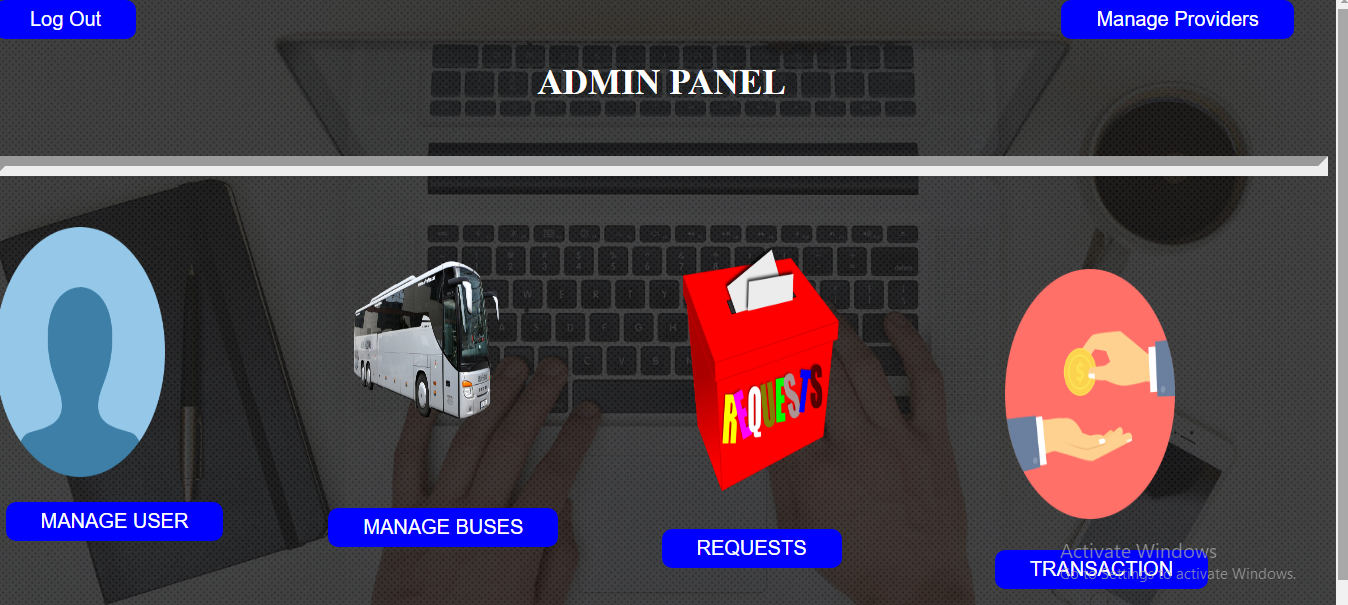 Log Out
Manage Providers
ADMIN PANEL
REQUESTS
MANAGE USER
MANAGE BUSES
REQUESTS
TRANSACTION
Activate Windows
Go to Settings to activate Windows.